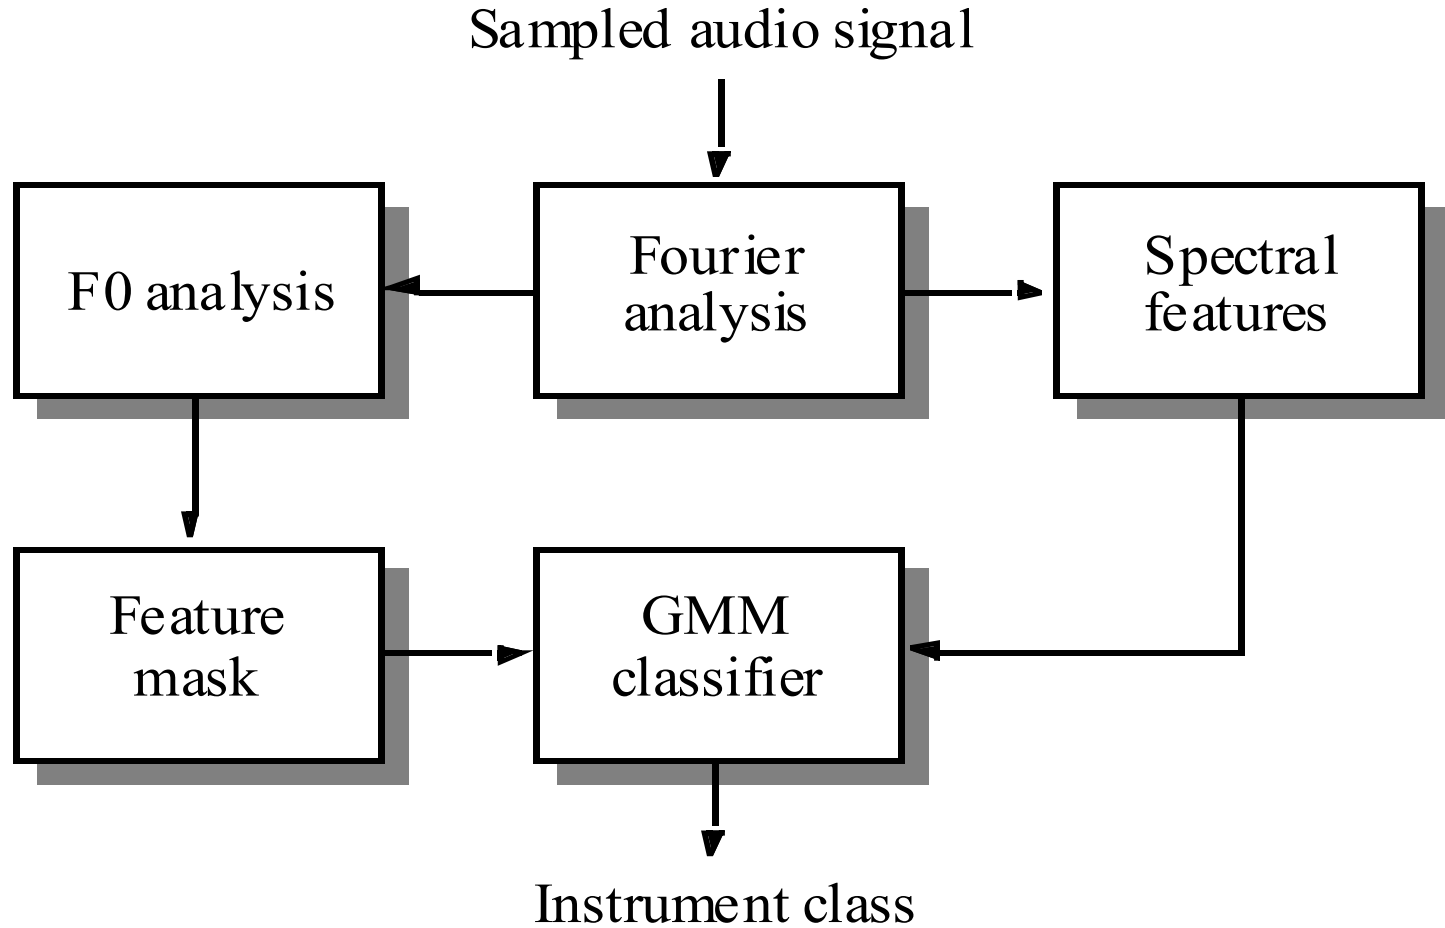 Sampled audio signal
F0 analysis
Fourier
analysis
Spectral
features
Feature
mask
GMM
classifier
Instrument class